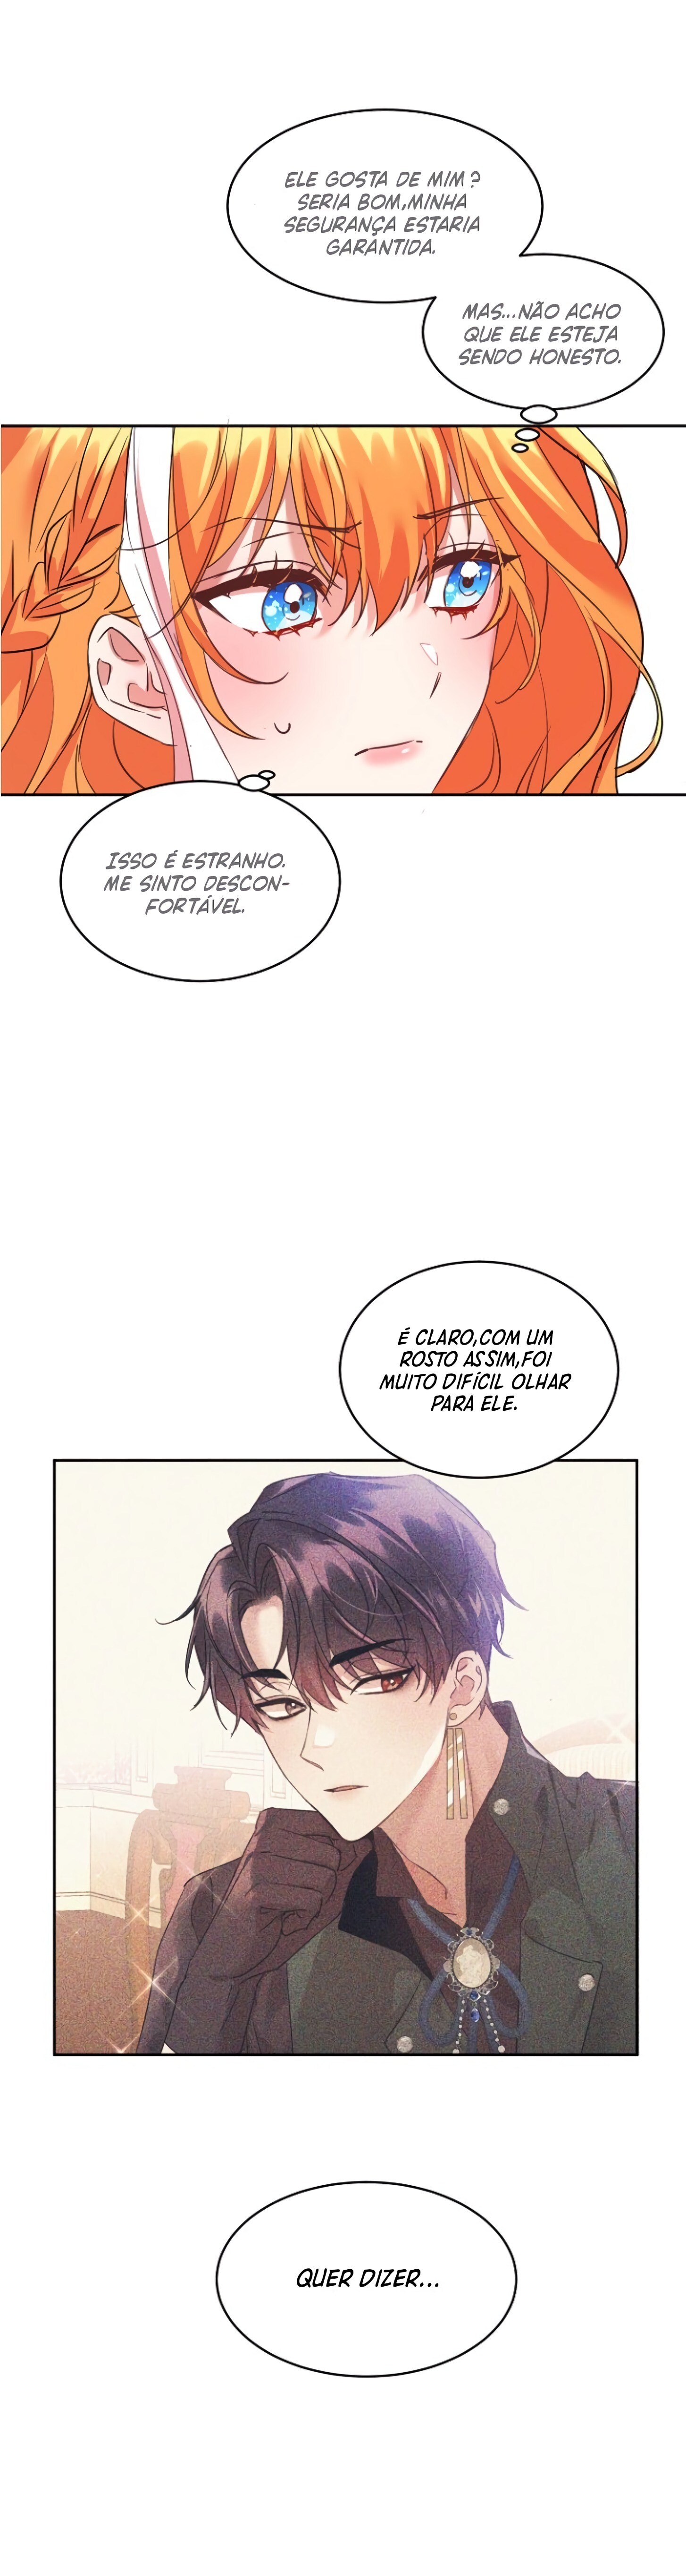 ELE GOSTA DE MIM?
SERIA BOM,MINHA
SEGURANÇA ESTARIA
GARANTIDA.
MAS...NÃO ACHO
QUE ELE ESTEJA
SENDO HONESTO.
ISSO É ESTRANHO.
ME SINTO DESCON-
FORTÁVEL.
É CLARO,COM UM
ROSTO ASSIM,FOI
MUITO DIFÍCIL OLHAR
PARA ELE.
QUER DIZER...